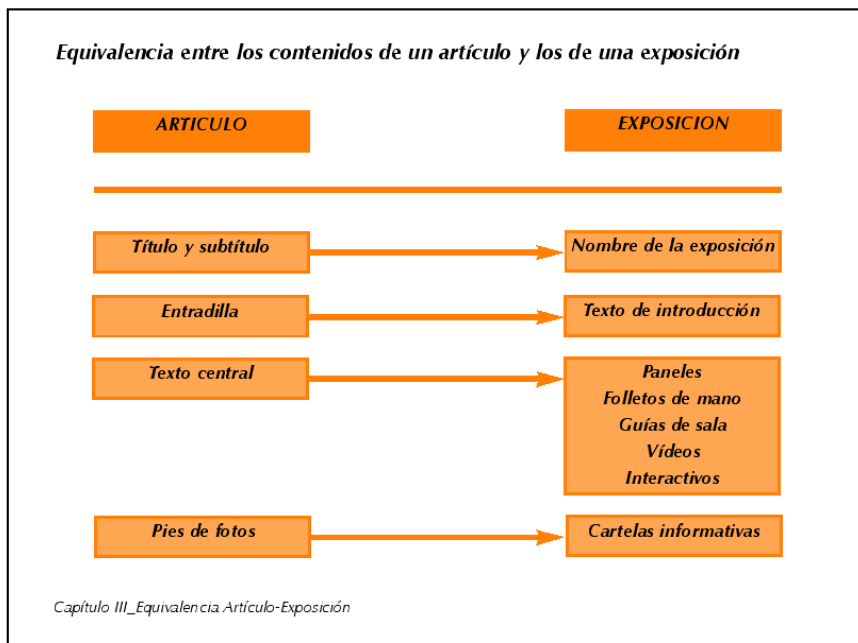 Equivalencia entre los contenidos de un artículo y los de una exposición
ARTICULO
EXPOSICION
Título y subtítulo
Nombre de la exposición
Entradilla
Texto de introducción
Texto central
Paneles
Folletos de mano
Guías de sala
Vídeos
Interactivos
Pies de fotos
Cartelas informativas
Capítulo III_Equivalencia Artículo-Exposición